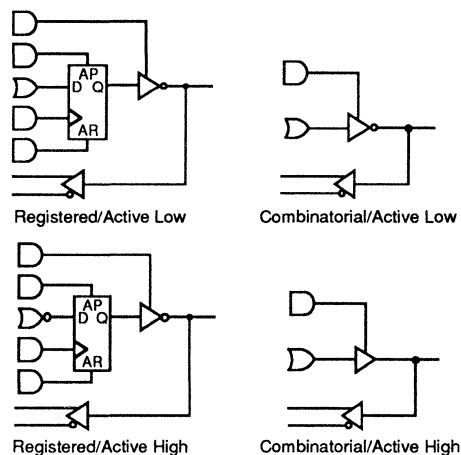 AP
D Q
AR
Registered/Active Low
Combinatorial/Active Low
AP
D Q
AR
Registered/Active High
Combinatorial/Active High